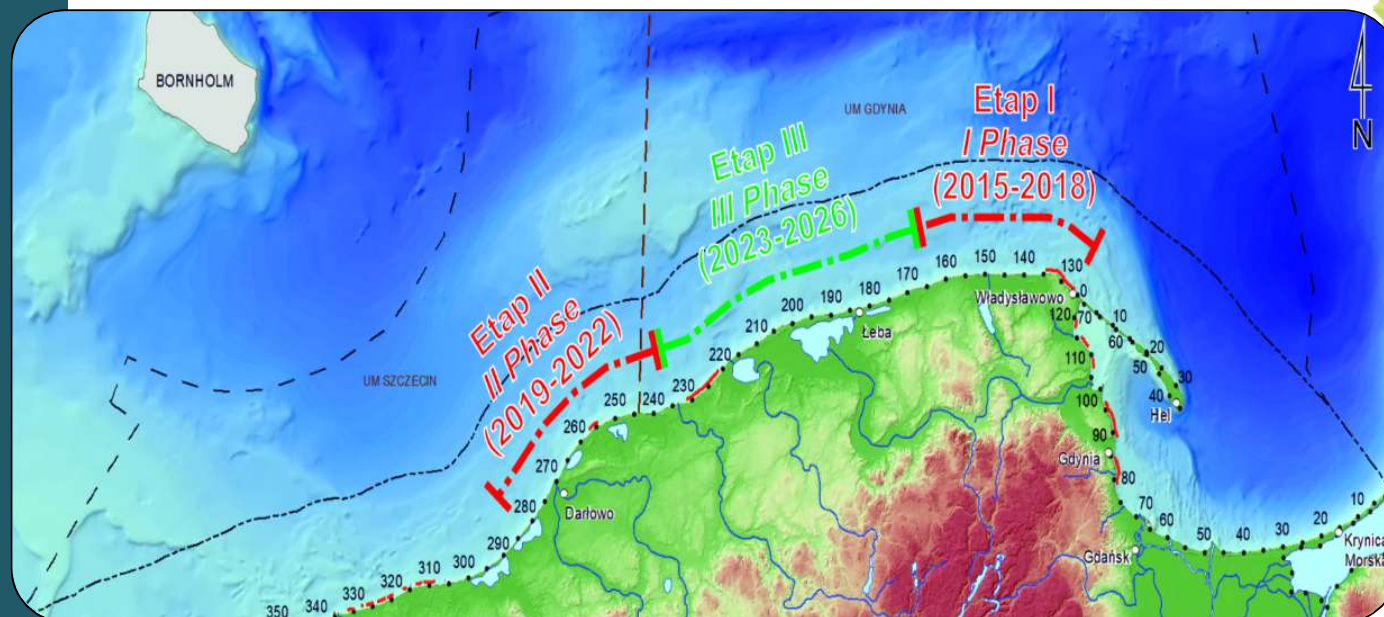 BORNHOLM
UM GDYNIA
UM SZCZECIN
Etap I
I Phase
(2015-2018)
N
Etap III
III Phase
(2023-2026)
Etap II
II Phase
(2019-2022)
350
340
330
320
310
300
290
280
270
260
250
240
230
220
210
200
190
180
170
160
150
140
130
Darłowo
Łeba
Władysławowo
0
10
20
30
40
50
60
70
Hel
120
110
100
90
80
Gdynia
70
60
50
40
30
20
10
Gdańsk
Krynica
Morska